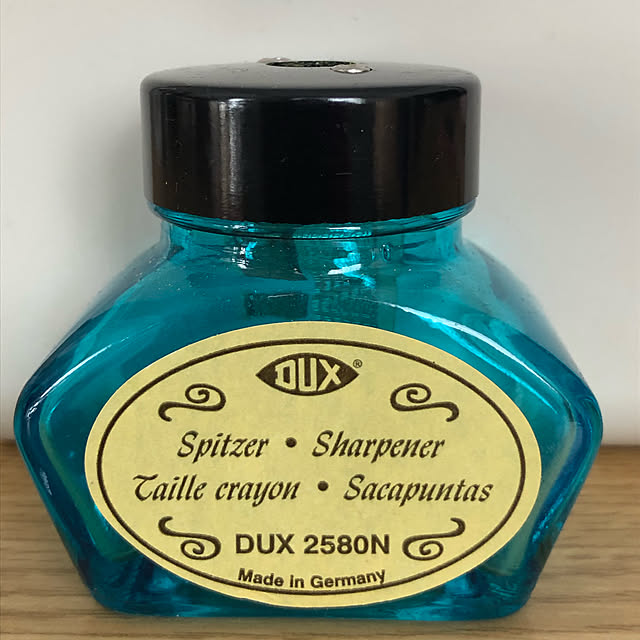 DUX®
Spitzer • Sharpener
Taille crayon • Sacapuntas
DUX 2580N
Made in Germany